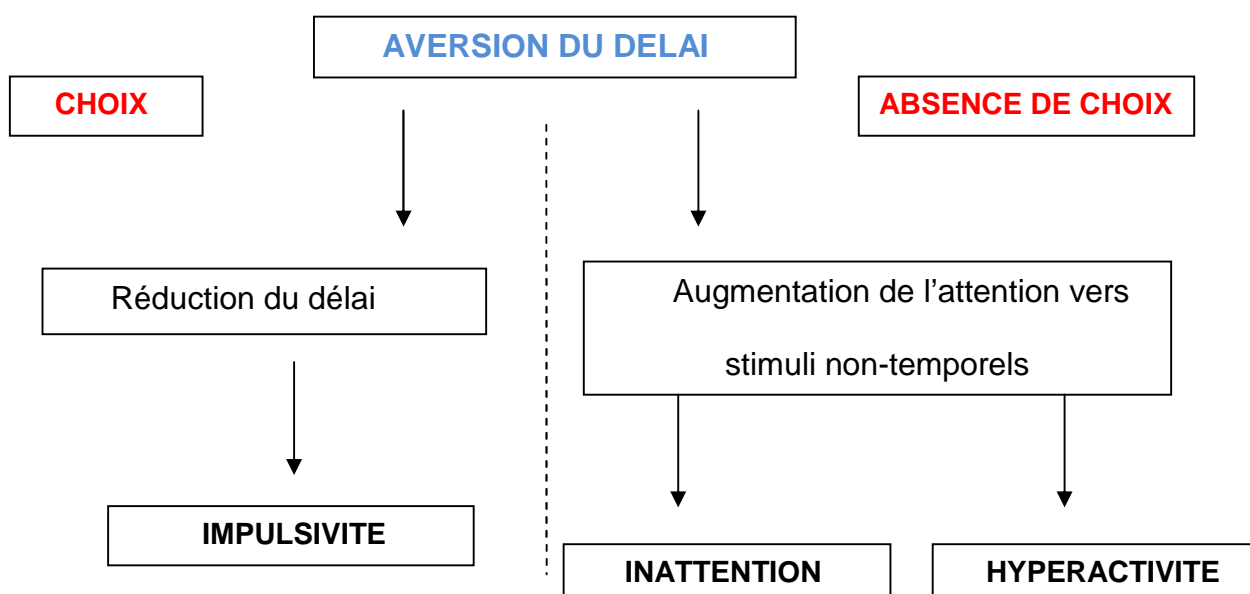 AVERSION DU DELAI
CHOIX
ABSENCE DE CHOIX
Réduction du délai
Augmentation de l’attention vers
stimuli non-temporels
IMPULSIVITE
INATTENTION
HYPERACTIVITE